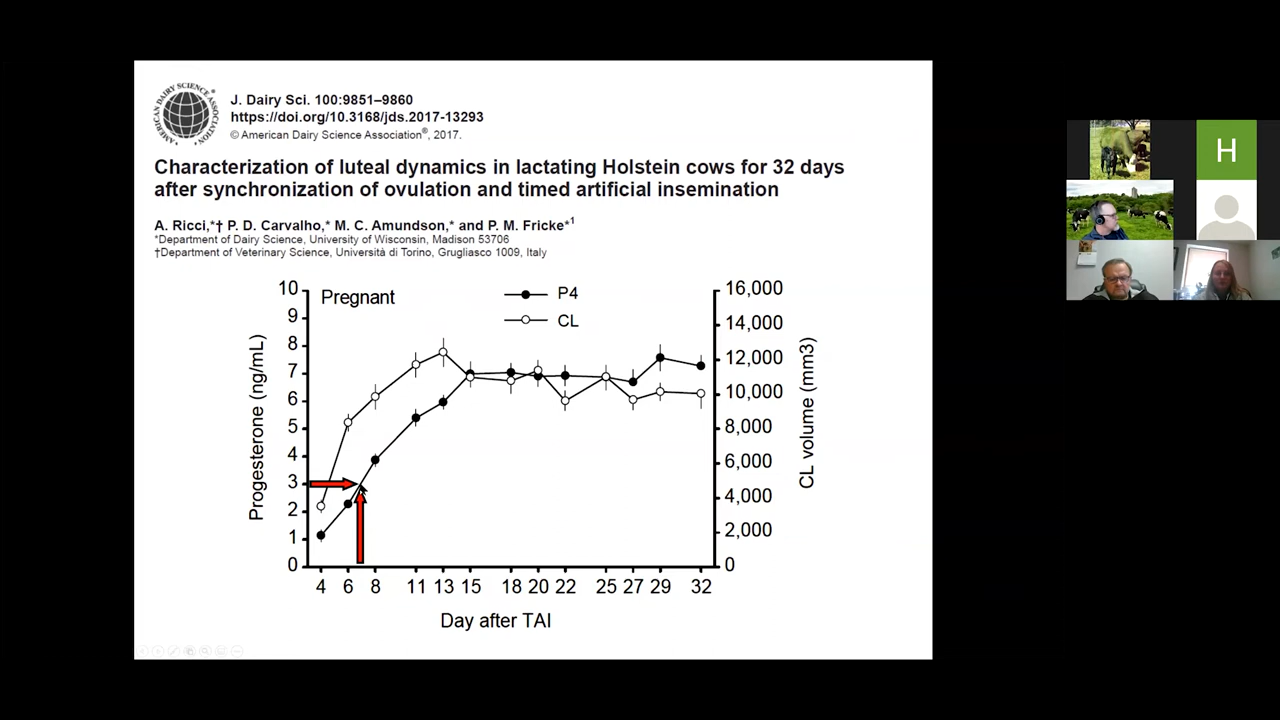 J. Dairy Sci. 100:9851–9860
https://doi.org/10.3168/jds.2017-13293
© American Dairy Science Association®, 2017.
AMERICAN DAIRY SCIENCE ASSOCIATION ®
Characterization of luteal dynamics in lactating Holstein cows for 32 days
after synchronization of ovulation and timed artificial insemination
A. Ricci,*† P. D. Carvalho,* M. C. Amundson,* and P. M. Fricke*1
*Department of Dairy Science, University of Wisconsin, Madison 53706
†Department of Veterinary Science, Università di Torino, Grugliasco 1009, Italy
Pregnant
P4
CL
Progesterone (ng/mL)
10
9
8
7
6
5
4
3
2
1
0
16,000
14,000
12,000
10,000
8,000
6,000
4,000
2,000
0
CL volume (mm3)
4 6 8 11 13 15 18 20 22 25 27 29 32
Day after TAI
H